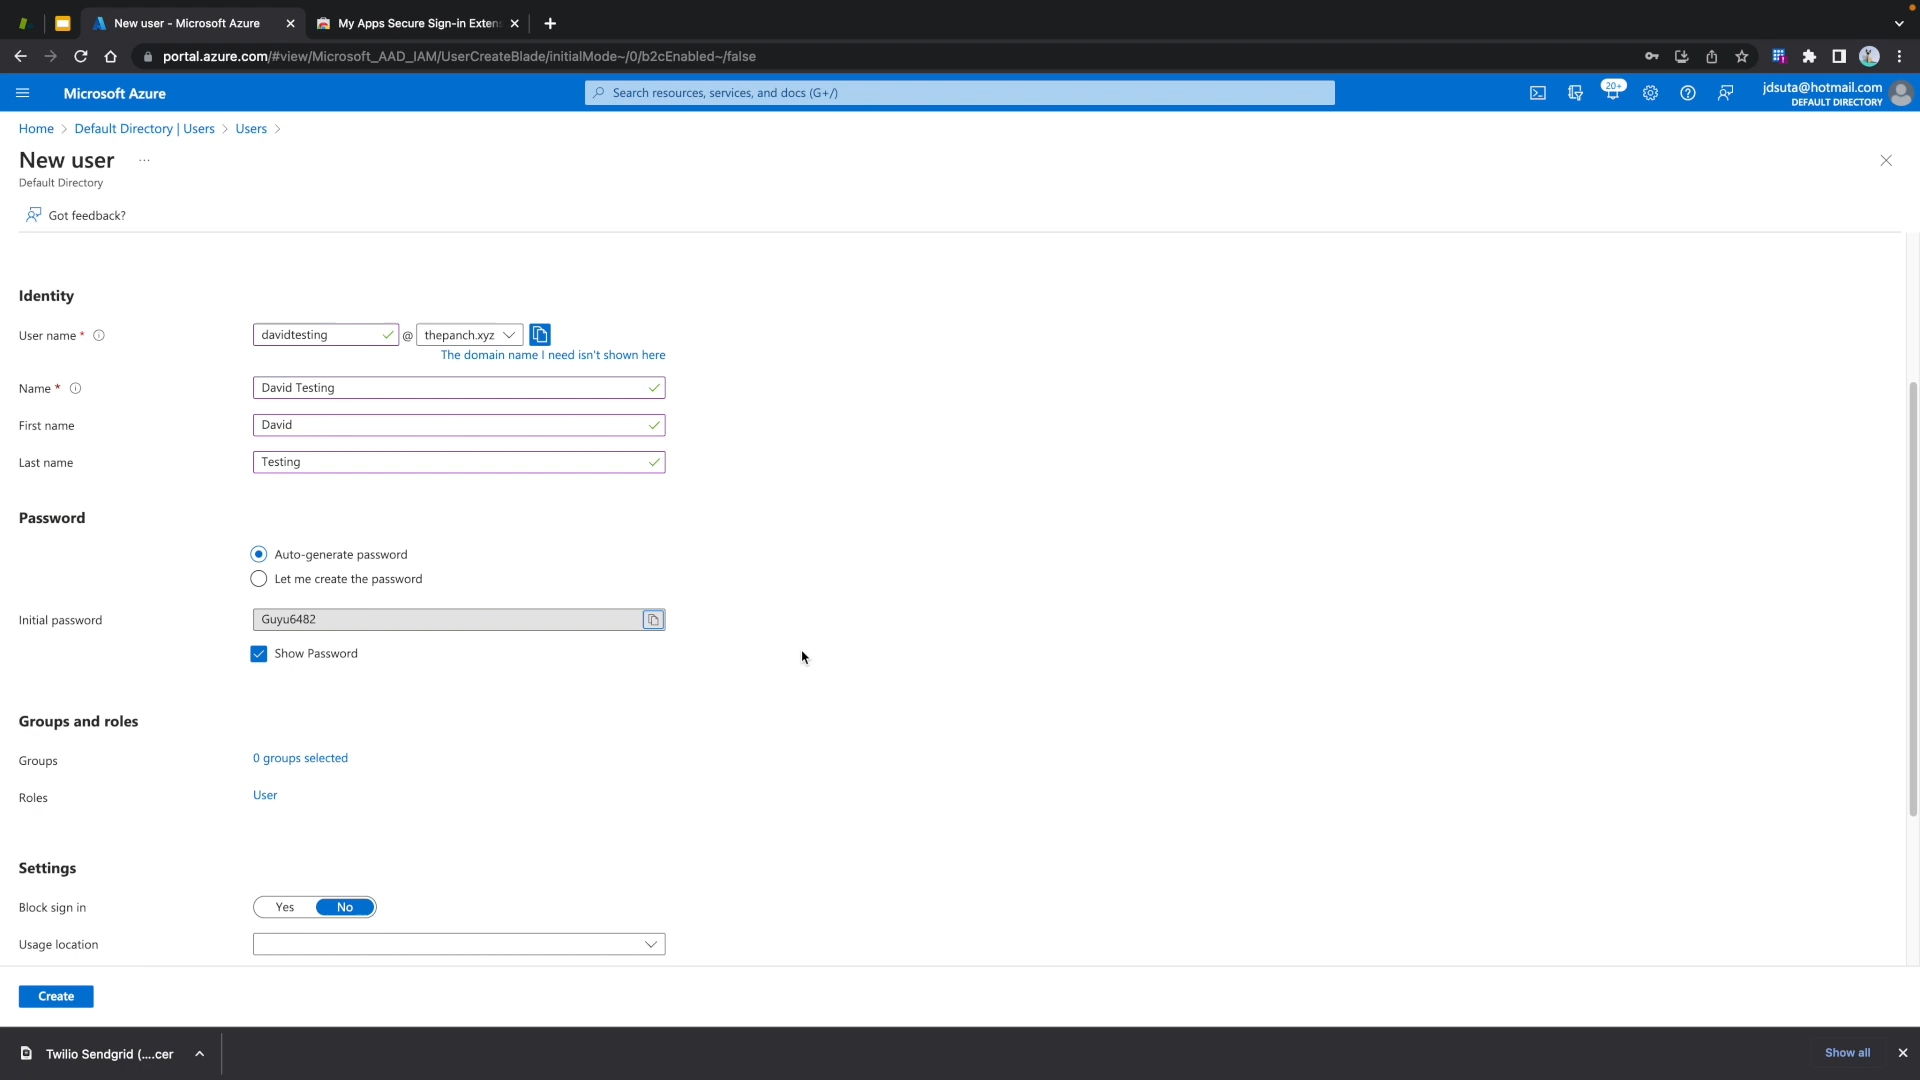 New user - Microsoft Azure
My Apps Secure Sign-in Exten
portal.azure.com/#view/Microsoft_AAD_IAM/UserCreateBlade/initialMode~/0/b2cEnabled~/false
Microsoft Azure
Search resources, services, and docs (G+/)
20+
jdsuta@hotmail.com
DEFAULT DIRECTORY
Home > Default Directory | Users > Users >
New user ...
Default Directory
Got feedback?
Identity
User name *
davidtesting @ thepanch.xyz
The domain name I need isn't shown here
Name *
David Testing
First name
David
Last name
Testing
Password
Auto-generate password
Let me create the password
Initial password
Guyu6482
Show Password
Groups and roles
Groups
0 groups selected
Roles
User
Settings
Block sign in
Yes No
Usage location
Create
Twilio Sendgrid (....cer
Show all